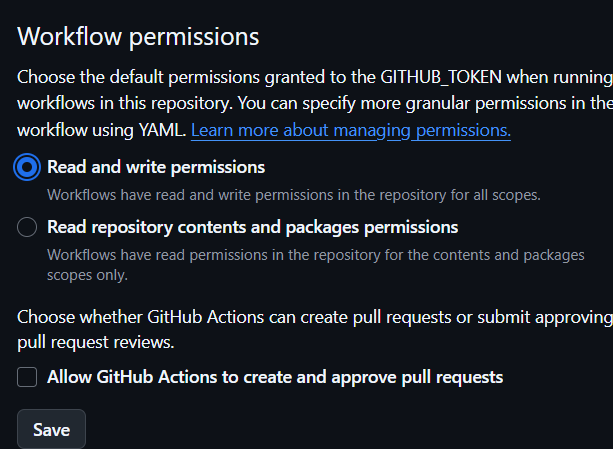 Workflow permissions
Choose the default permissions granted to the GITHUB_TOKEN when running
workflows in this repository. You can specify more granular permissions in the
workflow using YAML. Learn more about managing permissions.
Read and write permissions
Workflows have read and write permissions in the repository for all scopes.
Read repository contents and packages permissions
Workflows have read permissions in the repository for the contents and packages
scopes only.
Choose whether GitHub Actions can create pull requests or submit approving
pull request reviews.
Allow GitHub Actions to create and approve pull requests
Save